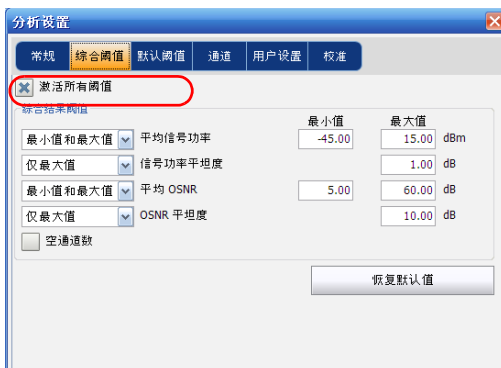 分析设置
常规 综合阈值 默认阈值 通道 用户设置 校准
激活所有阈值
综合结果阈值
最小值 最大值
最小值和最大值 平均信号功率 -45.00 15.00 dBm
仅最大值 信号功率平坦度 1.00 dB
最小值和最大值 平均 OSNR 5.00 60.00 dB
仅最大值 OSNR 平坦度 10.00 dB
空通道数
恢复默认值